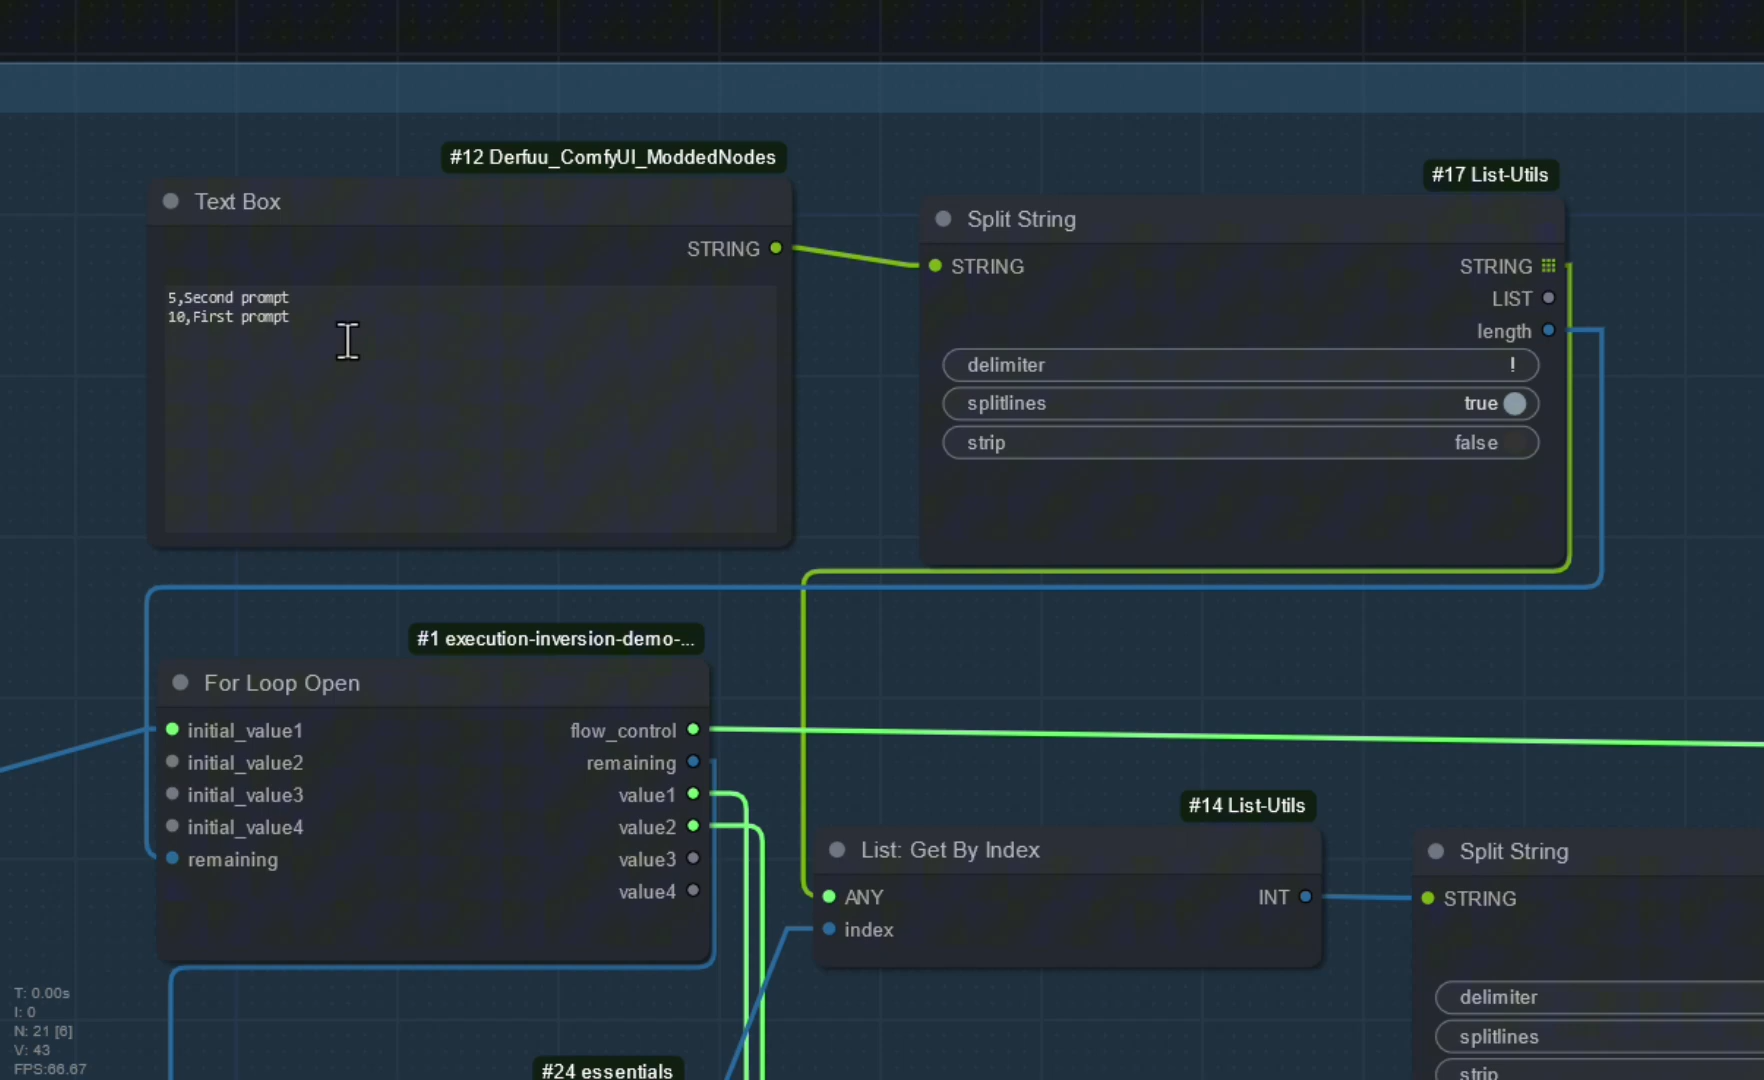 #12 Derfuu_ComfyUI_ModdedNodes
Text Box
STRING
5,Second prompt
10,First prompt
#17 List-Utils
Split String
STRING STRING
LIST
length
delimiter !
splitlines true
strip false
#1 execution-inversion-demo-...
For Loop Open
initial_value1 flow_control
initial_value2 remaining
initial_value3 value1
initial_value4 value2
remaining value3
value4
#14 List-Utils
List: Get By Index
ANY INT
index
Split String
STRING
delimiter
splitlines
strip
#24 essentials
T: 0.00s
I: 0
N: 21 [6]
V: 43
FPS:66.67